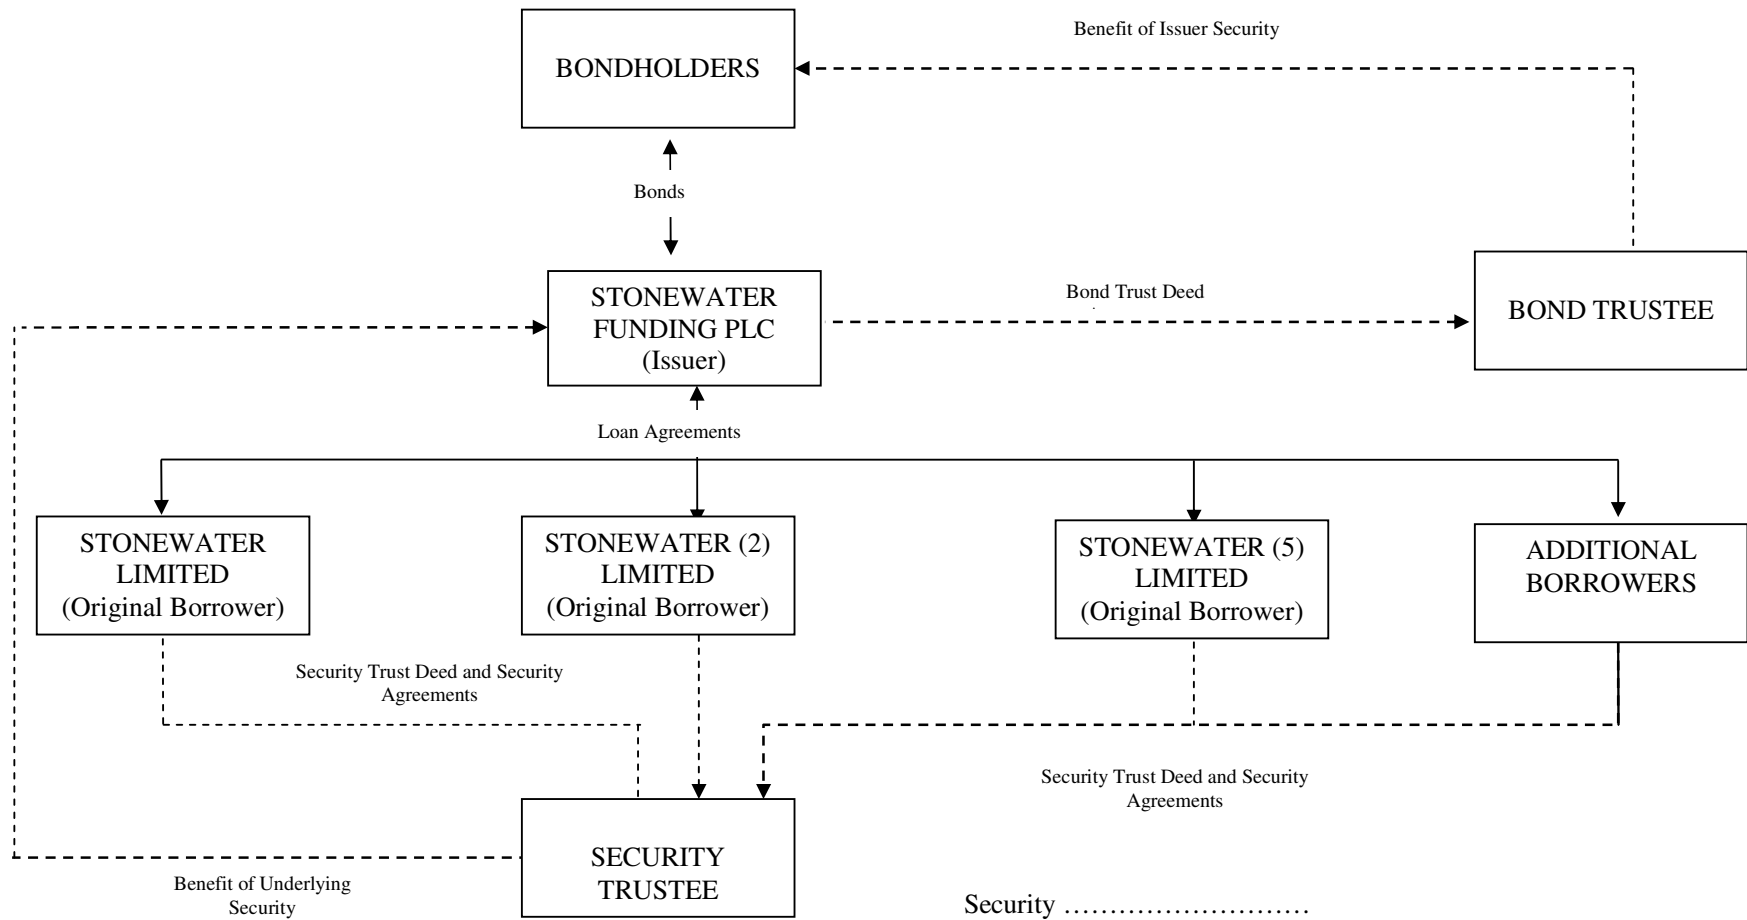 Benefit of Issuer Security
BONDHOLDERS
Bonds
STONEWATER
FUNDING PLC
(Issuer)
Bond Trust Deed
BOND TRUSTEE
Loan Agreements
STONEWATER
LIMITED
(Original Borrower)
STONEWATER (2)
LIMITED
(Original Borrower)
STONEWATER (5)
LIMITED
(Original Borrower)
ADDITIONAL
BORROWERS
Security Trust Deed and Security
Agreements
Security Trust Deed and Security
Agreements
SECURITY
TRUSTEE
Benefit of Underlying
Security
Security ………………………